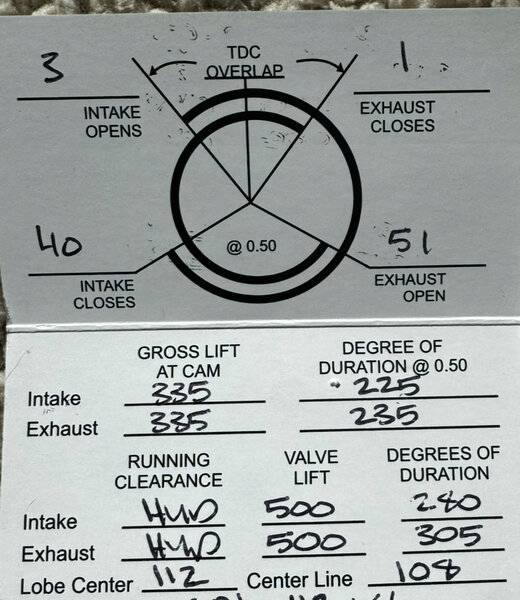 TDC
OVERLAP
3 1
INTAKE OPENS EXHAUST CLOSES
40 @ 0.50 51
INTAKE CLOSES EXHAUST OPEN
GROSS LIFT AT CAM DEGREE OF DURATION @ 0.50
Intake 335 225
Exhaust 335 235
RUNNING CLEARANCE VALVE LIFT DEGREES OF DURATION
Intake HYD 500 280
Exhaust HYD 500 305
Lobe Center 112 Center Line 108